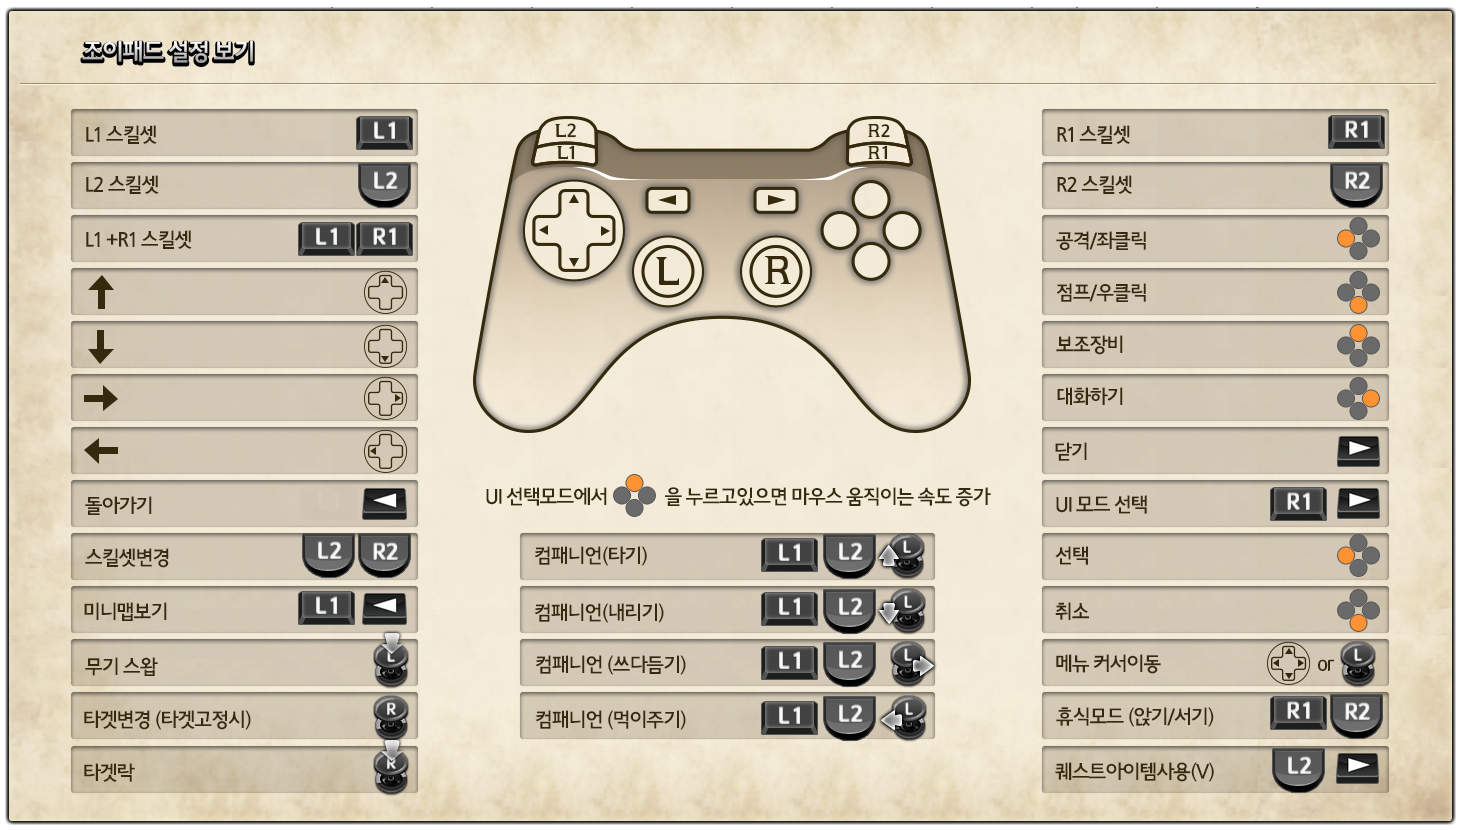 조이패드 설정 보기
L1 스킬셋 L1
L2 스킬셋 L2
L1 +R1 스킬셋 L1 R1
돌아가기
스킬셋변경 L2 R2
미니맵보기 L1
무기 스왑 L
타겟변경 (타겟고정시) R
타겟락 R
L2
L1
R2
R1
L
R
UI 선택모드에서 을 누르고있으면 마우스 움직이는 속도 증가
컴패니언(타기) L1 L2 L
컴패니언(내리기) L1 L2 L
컴패니언 (쓰다듬기) L1 L2 L
컴패니언 (먹이주기) L1 L2 L
R1 스킬셋 R1
R2 스킬셋 R2
공격/좌클릭
점프/우클릭
보조장비
대화하기
닫기
UI 모드 선택 R1
선택
취소
메뉴 커서이동 or L
휴식모드 (앉기/서기) R1 R2
퀘스트아이템사용(V) L2